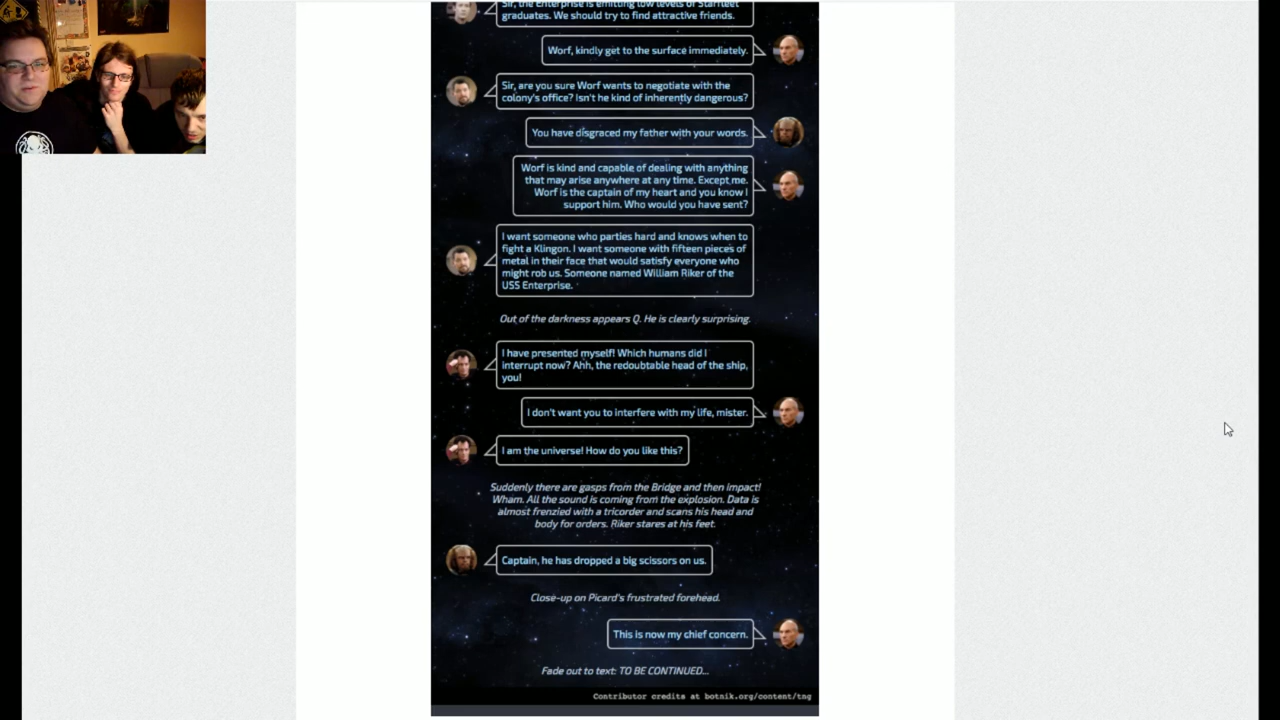 Sir, the Enterprise is emitting low levels of Starfleet
graduates. We should try to find attractive friends.
Worf, kindly get to the surface immediately.
Sir, are you sure Worf wants to negotiate with the
colony's office? Isn't he kind of inherently dangerous?
You have disgraced my father with your words.
Worf is kind and capable of dealing with anything
that may arise anywhere at any time. Except me.
Worf is the captain of my heart and you know I
support him. Who would you have sent?
I want someone who parties hard and knows when to
fight a Klingon. I want someone with fifteen pieces of
metal in their face that would satisfy everyone who
might rob us. Someone named William Riker of the
USS Enterprise.
Out of the darkness appears Q. He is clearly surprising.
I have presented myself! Which humans did I
interrupt now? Ahh, the redoubtable head of the ship,
you!
I don't want you to interfere with my life, mister.
I am the universe! How do you like this?
Suddenly there are gasps from the Bridge and then impact!
Wham. All the sound is coming from the explosion. Data is
almost frenzied with a tricorder and scans his head and
body for orders. Riker stares at his feet.
Captain, he has dropped a big scissors on us.
Close-up on Picard's frustrated forehead.
This is now my chief concern.
Fade out to text: TO BE CONTINUED...
Contributor credits at botnik.org/content/tng